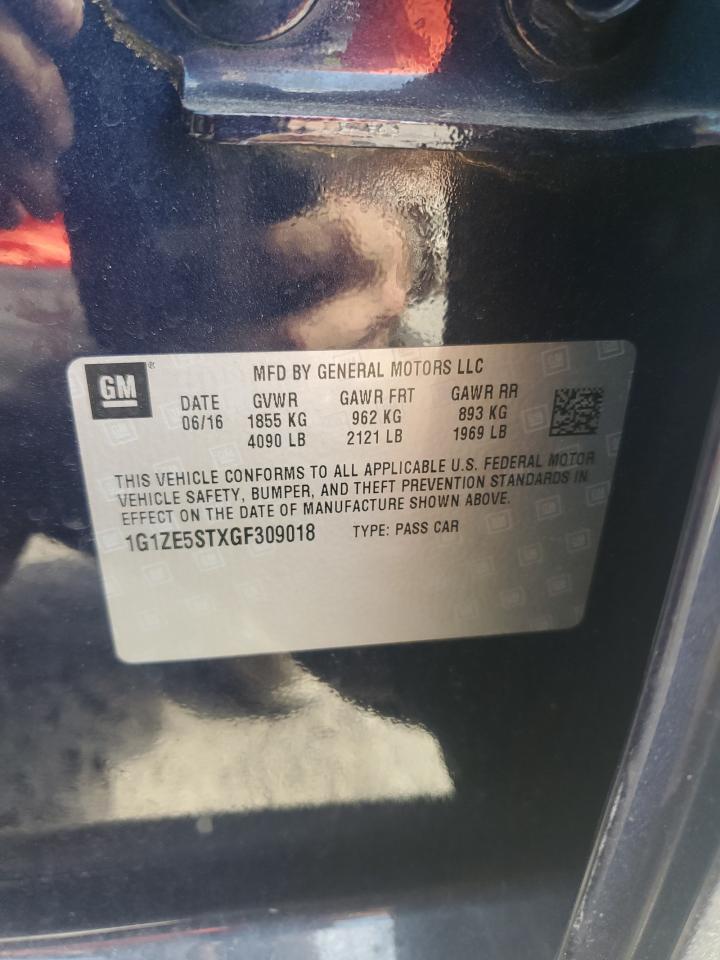 GM
MFD BY GENERAL MOTORS LLC
DATE GVWR GAWR FRT GAWR RR
06/16 1855 KG 962 KG 893 KG
4090 LB 2121 LB 1969 LB
THIS VEHICLE CONFORMS TO ALL APPLICABLE U.S. FEDERAL MOTOR
VEHICLE SAFETY, BUMPER, AND THEFT PREVENTION STANDARDS IN
EFFECT ON THE DATE OF MANUFACTURE SHOWN ABOVE.
1G1ZE5STXGF309018 TYPE: PASS CAR